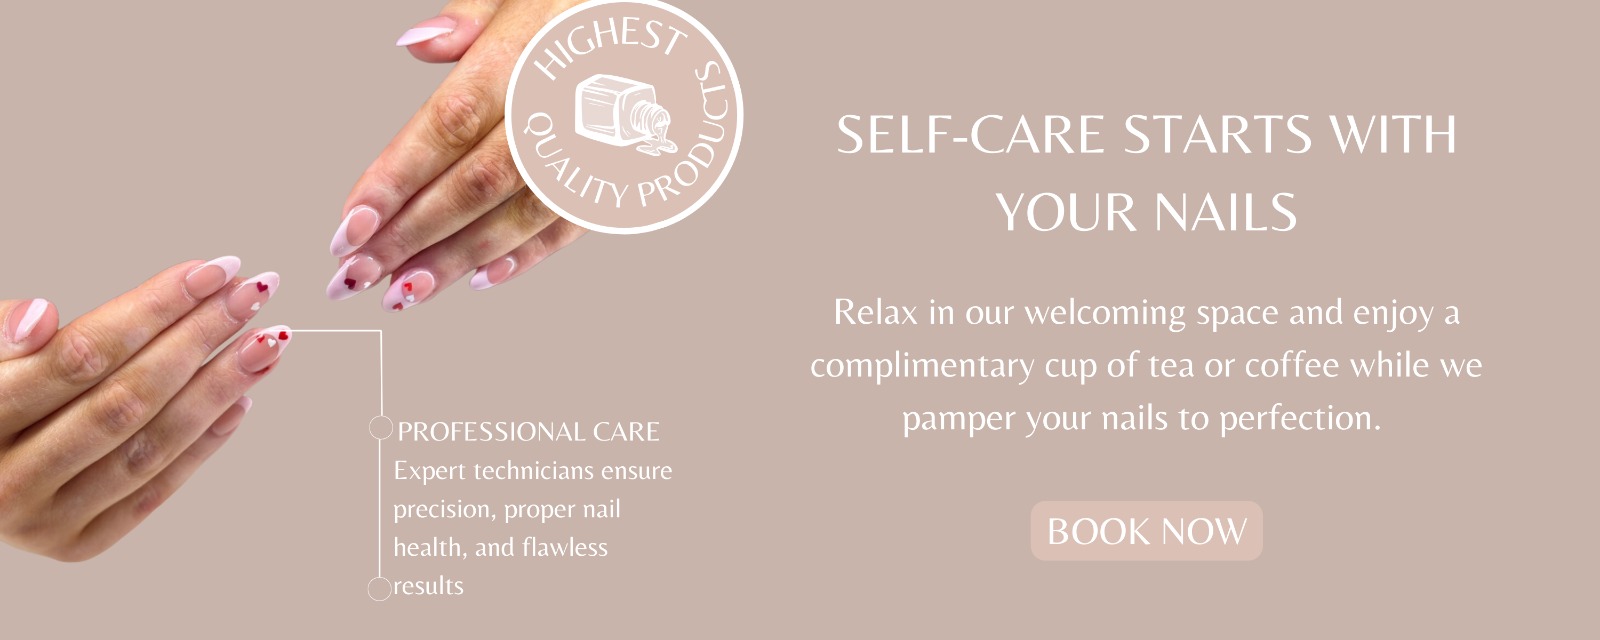 HIGHEST
QUALITY PRODUCTS
SELF-CARE STARTS WITH
YOUR NAILS
Relax in our welcoming space and enjoy a
complimentary cup of tea or coffee while we
pamper your nails to perfection.
BOOK NOW
PROFESSIONAL CARE
Expert technicians ensure
precision, proper nail
health, and flawless
results